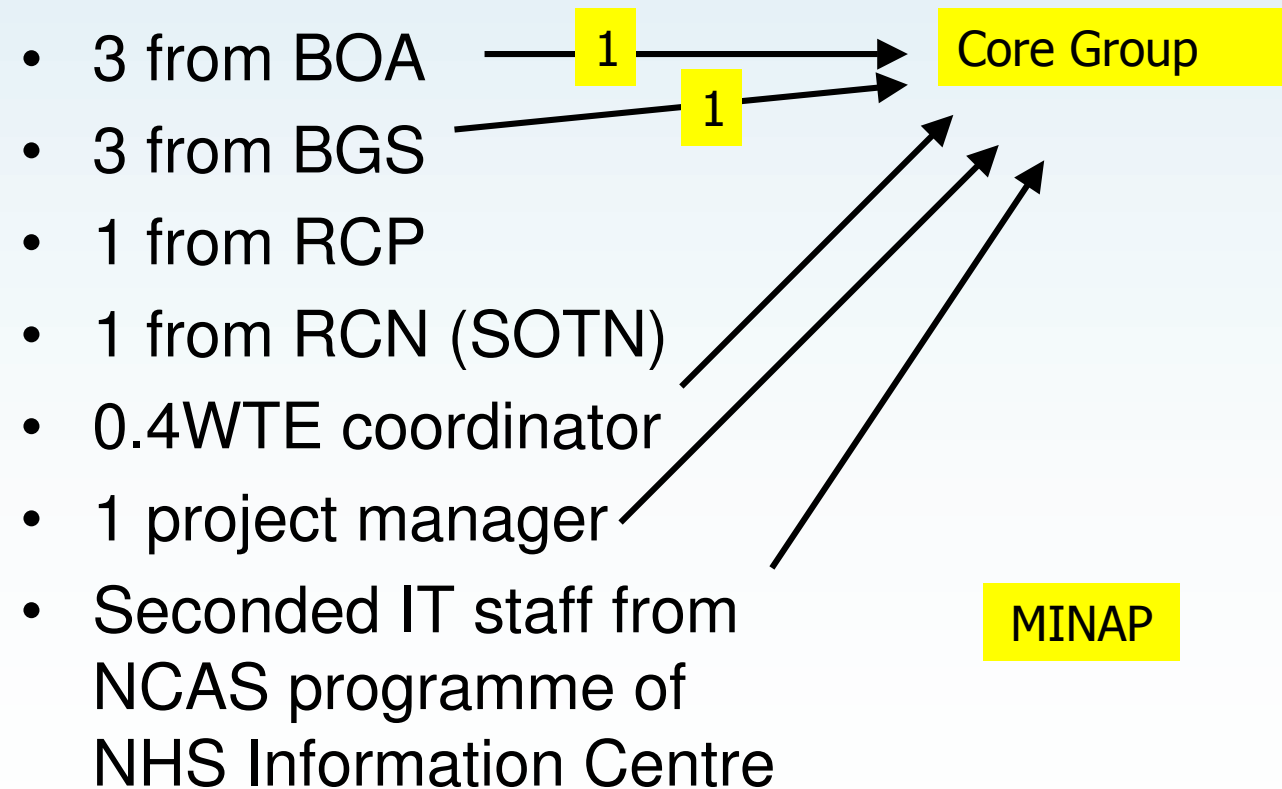 • 3 from BOA
1
Core Group
• 3 from BGS
1
• 1 from RCP
• 1 from RCN (SOTN)
• 0.4WTE coordinator
• 1 project manager
• Seconded IT staff from
NCAS programme of
NHS Information Centre
MINAP